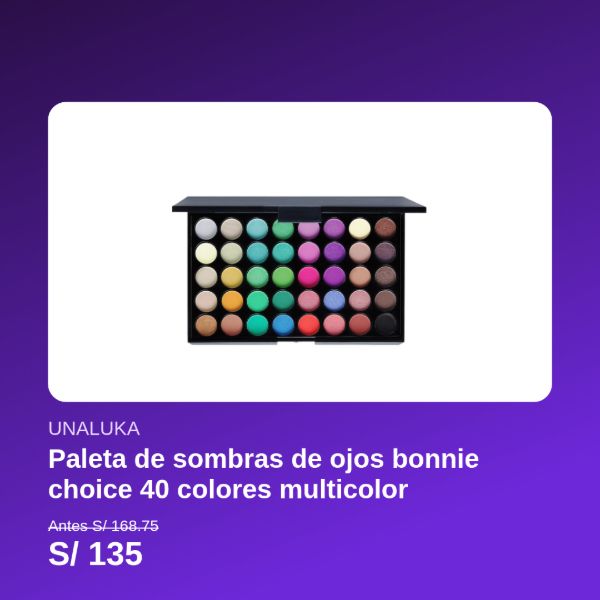 UNALUKA
Paleta de sombras de ojos bonnie
choice 40 colores multicolor
Antes S/ 168.75
S/ 135